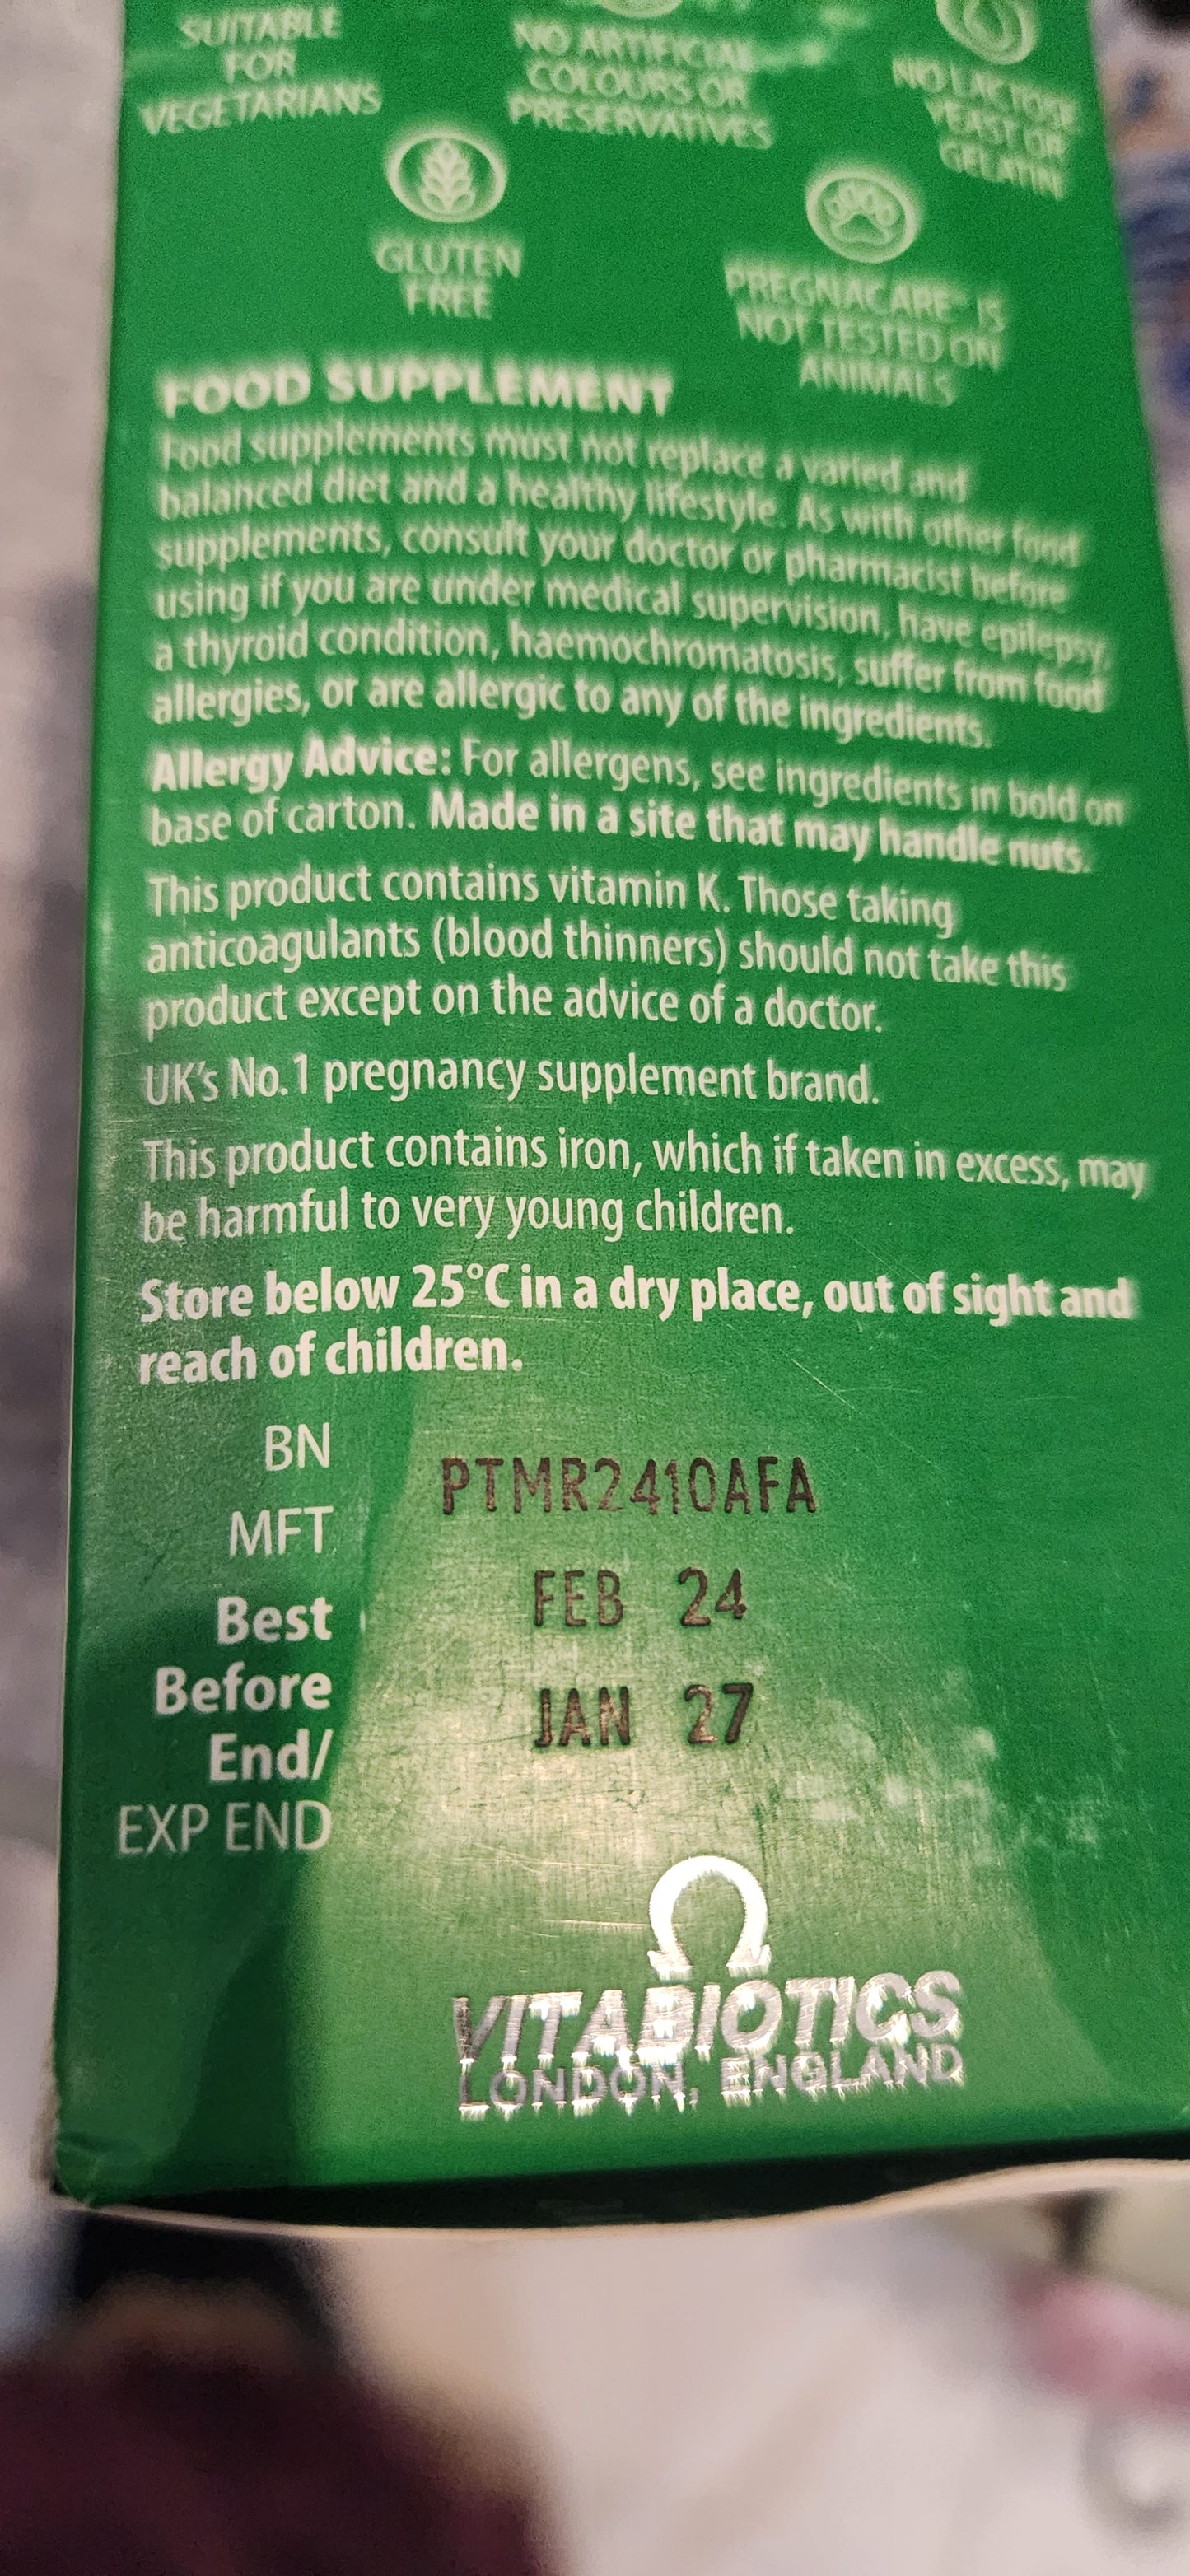 SUITABLE
FOR
VEGETARIANS
NO ARTIFICIAL
COLOURS OR
PRESERVATIVES
NO LACTOSE
YEAST OR
GELATIN
GLUTEN
FREE
PREGNACARE™ IS
NOT TESTED ON
ANIMALS
FOOD SUPPLEMENT
Food supplements must not replace a varied and
balanced diet and a healthy lifestyle. As with other food
supplements, consult your doctor or pharmacist before
using if you are under medical supervision, have epilepsy,
a thyroid condition, haemochromatosis, suffer from food
allergies, or are allergic to any of the ingredients.
Allergy Advice: For allergens, see ingredients in bold on
base of carton. Made in a site that may handle nuts.
This product contains vitamin K. Those taking
anticoagulants (blood thinners) should not take this
product except on the advice of a doctor.
UK's No.1 pregnancy supplement brand.
This product contains iron, which if taken in excess, may
be harmful to very young children.
Store below 25°C in a dry place, out of sight and
reach of children.
BN PTMR2410AFA
MFT FEB 24
Best JAN 27
Before
End/
EXP END
VITABIOTICS
LONDON, ENGLAND